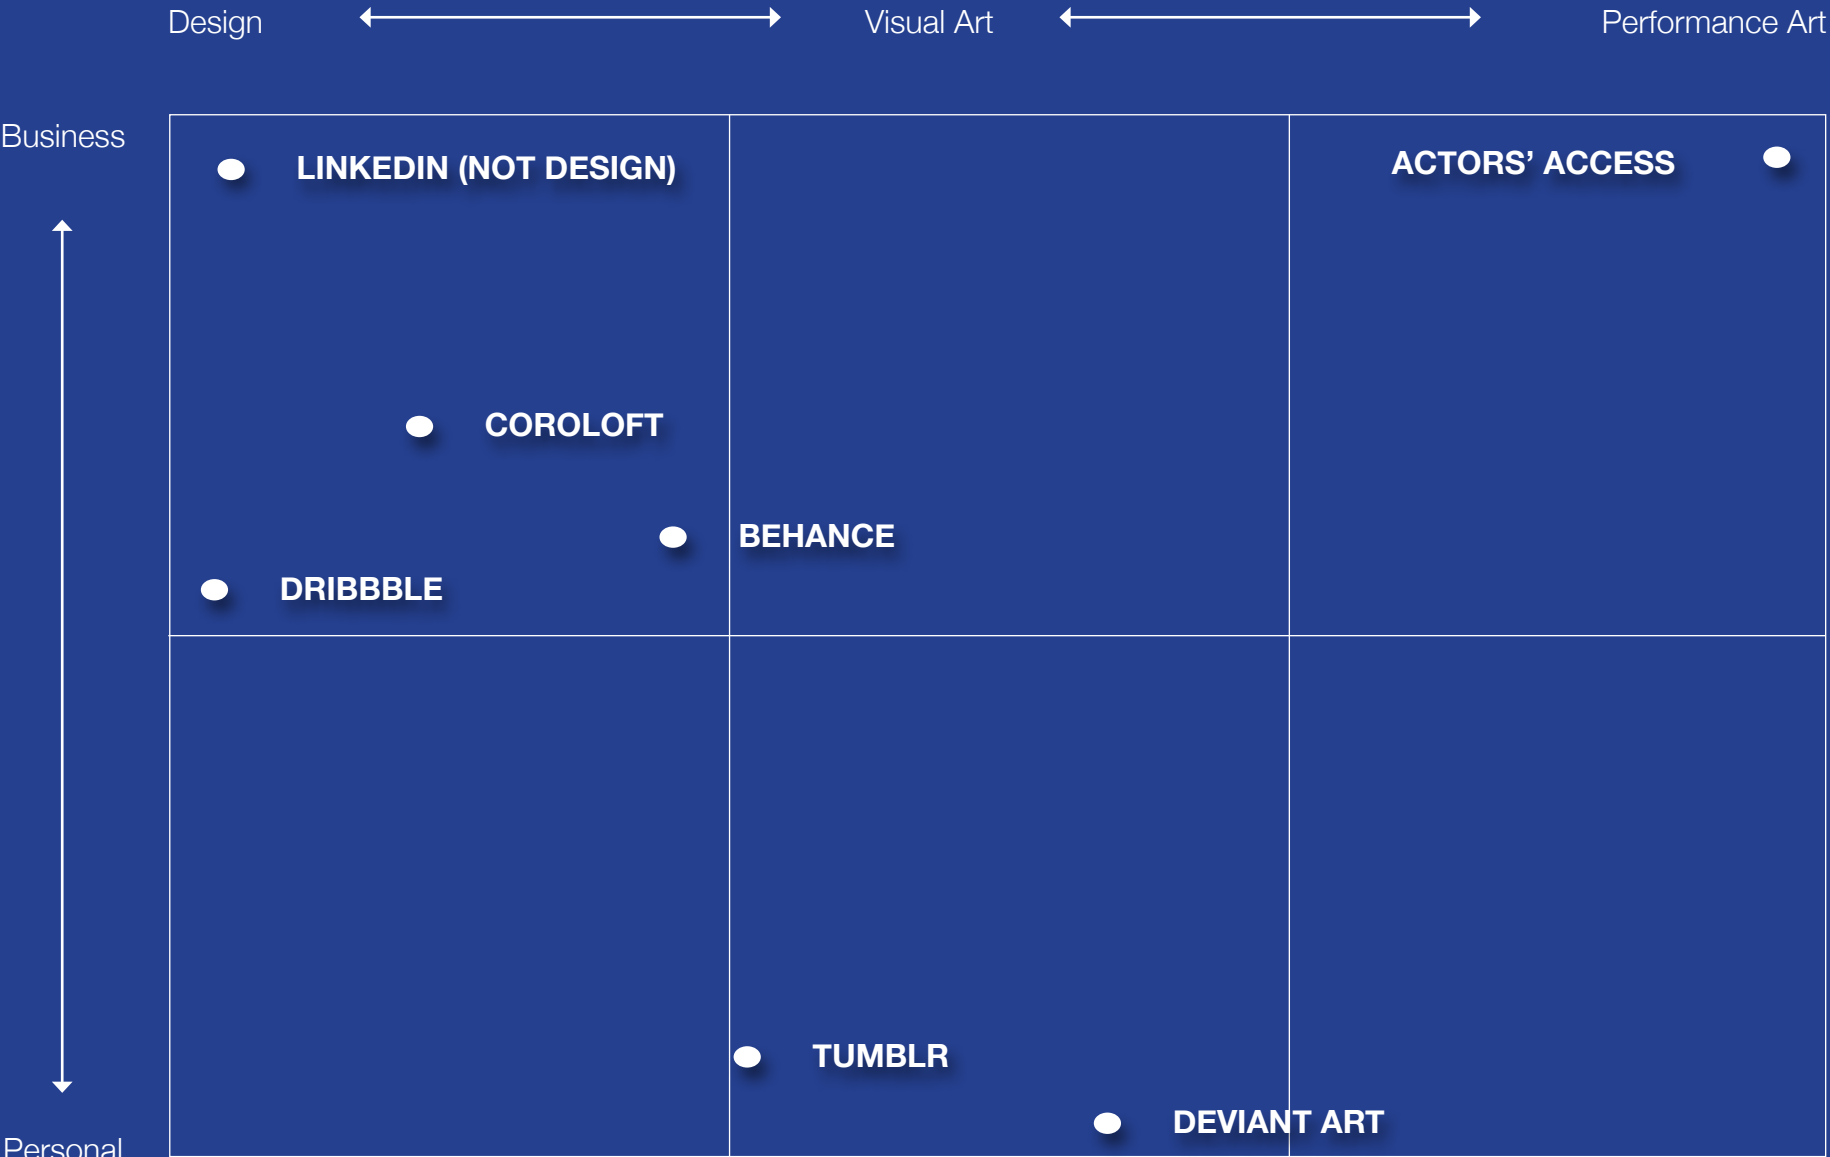 Design
Visual Art
Performance Art
Business
LINKEDIN (NOT DESIGN)
ACTORS’ ACCESS
COROLOFT
BEHANCE
DRIBBBLE
TUMBLR
DEVIANT ART
Personal